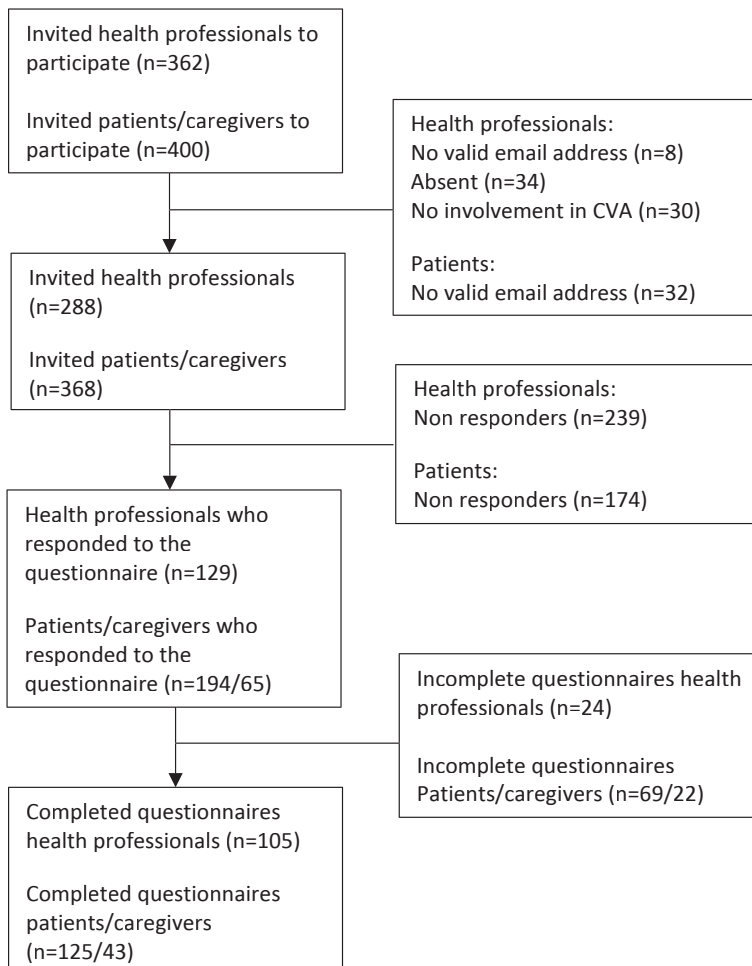 Invited health professionals to
participate (n=362)
Invited patients/caregivers to
participate (n=400)
Health professionals:
No valid email address (n=8)
Absent (n=34)
No involvement in CVA (n=30)
Patients:
No valid email address (n=32)
Invited health professionals
(n=288)
Invited patients/caregivers
(n=368)
Health professionals:
Non responders (n=239)
Patients:
Non responders (n=174)
Health professionals who
responded to the
questionnaire (n=129)
Patients/caregivers who
responded to the
questionnaire (n=194/65)
Incomplete questionnaires health
professionals (n=24)
Incomplete questionnaires
Patients/caregivers (n=69/22)
Completed questionnaires
health professionals (n=105)
Completed questionnaires
patients/caregivers
(n=125/43)